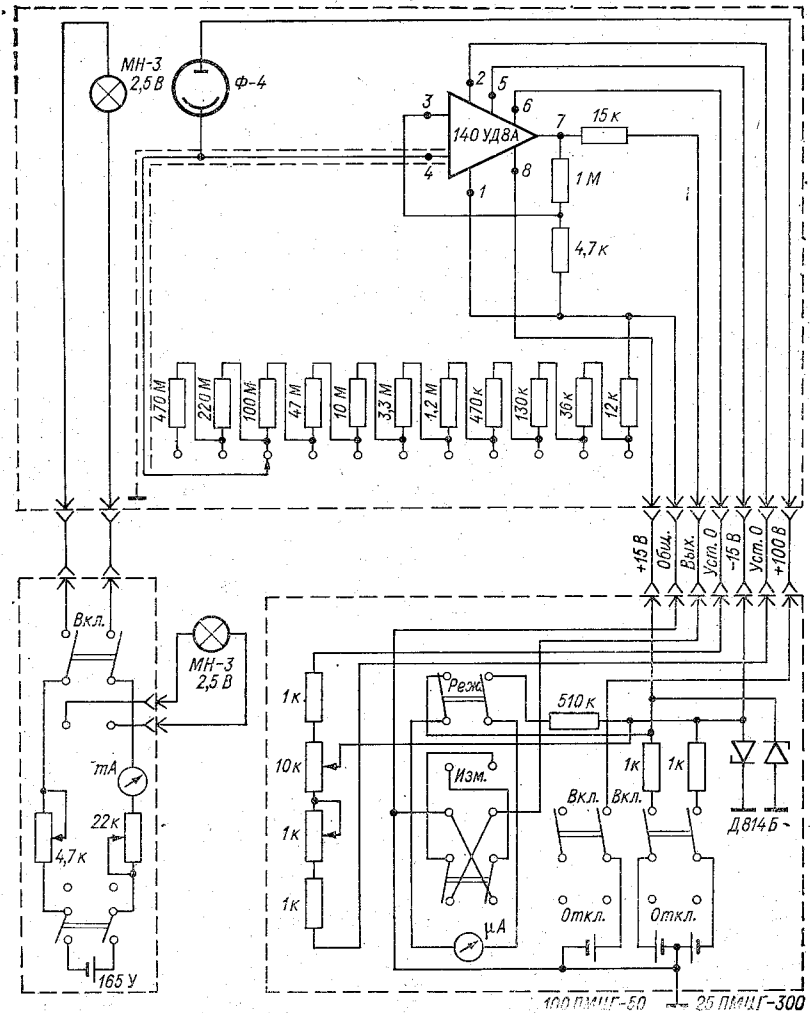 МН-3
2,5 В
Ф-4
2
5
6
3
140 УД8А
7
15 к
4
8
1
1 М
4,7 к
470 М
220 М
100 М
47 М
10 М
3,3 М
1,2 М
470 к
130 к
36 к
12 к
+15 В
Общ.
Вых.
Уст. 0
-15 В
Уст. 0
+100 В
Вкл.
МН-3
2,5 В
mA
4,7 к
22 к
165 У
1 к
10 к
1 к
1 к
Реж.
510 к
Изм.
Вкл.
Вкл.
1 к
1 к
Д814 Б
Откл.
Откл.
μА
100 ПМЦГ-50
25 ПМЦГ-300